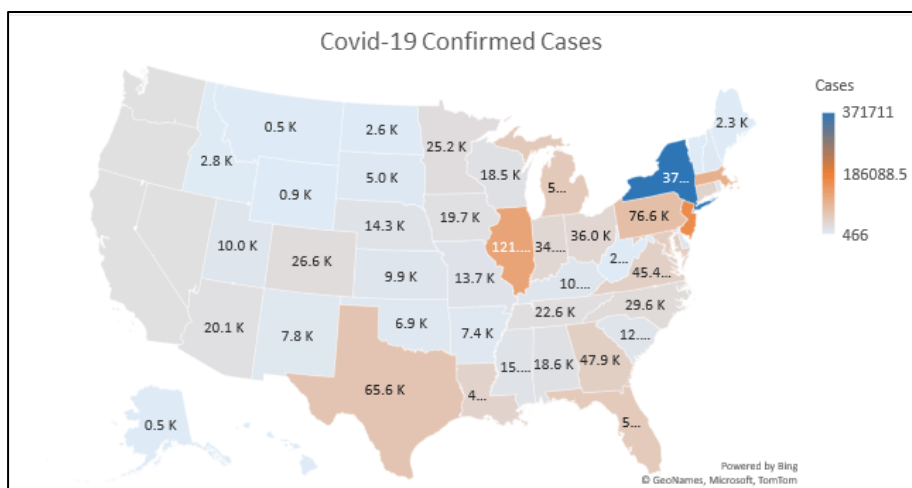 Covid-19 Confirmed Cases
Cases
371711
186088.5
466
0.5 K
2.6 K
2.3 K
25.2 K
2.8 K
18.5 K
0.9 K
5.0 K
5...
37...
14.3 K
19.7 K
76.6 K
10.0 K
121....
34....
36.0 K
26.6 K
9.9 K
13.7 K
2...
45.4...
10....
20.1 K
7.8 K
6.9 K
22.6 K
29.6 K
7.4 K
12....
15....
18.6 K
47.9 K
65.6 K
4...
5...
0.5 K
Powered by Bing
© GeoNames, Microsoft, TomTom